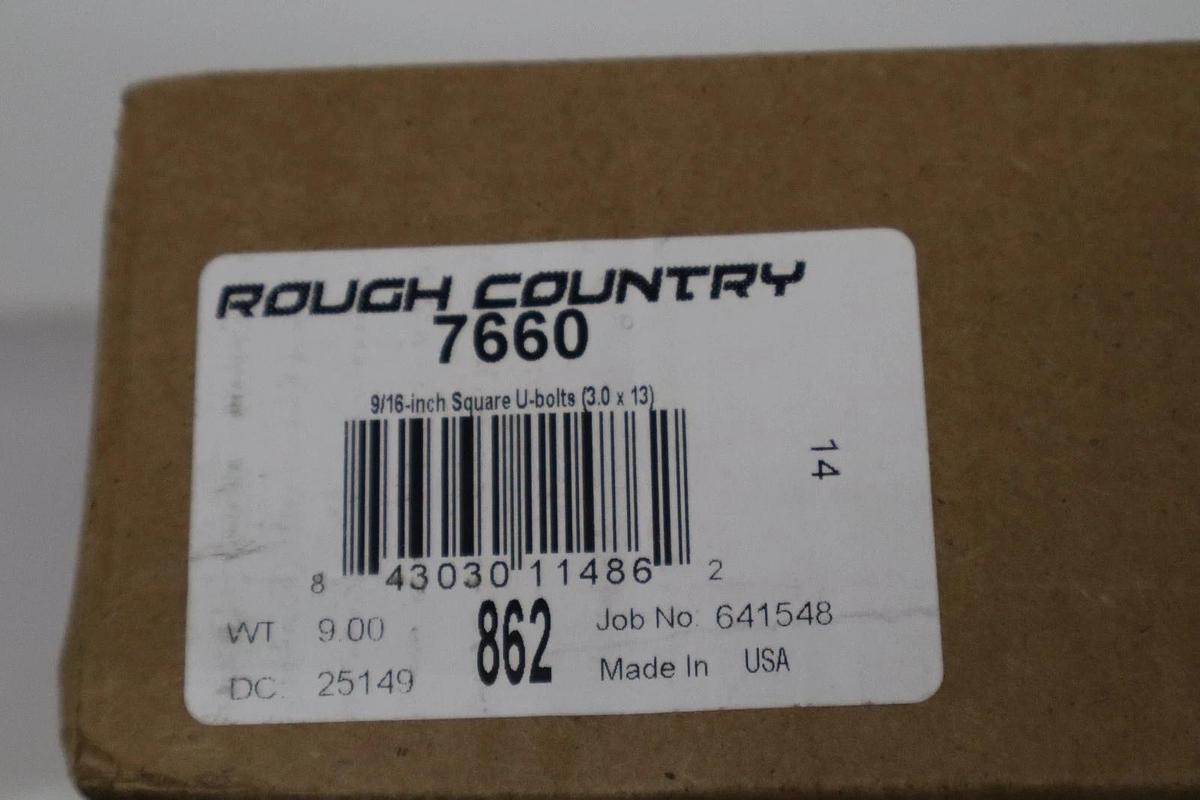 ROUGH COUNTRY
7660
9/16-inch Square U-bolts (3.0 x 13)
14
8 43030 11486 2
WT 9.00
862
Job No: 641548
DC: 25149
Made In USA